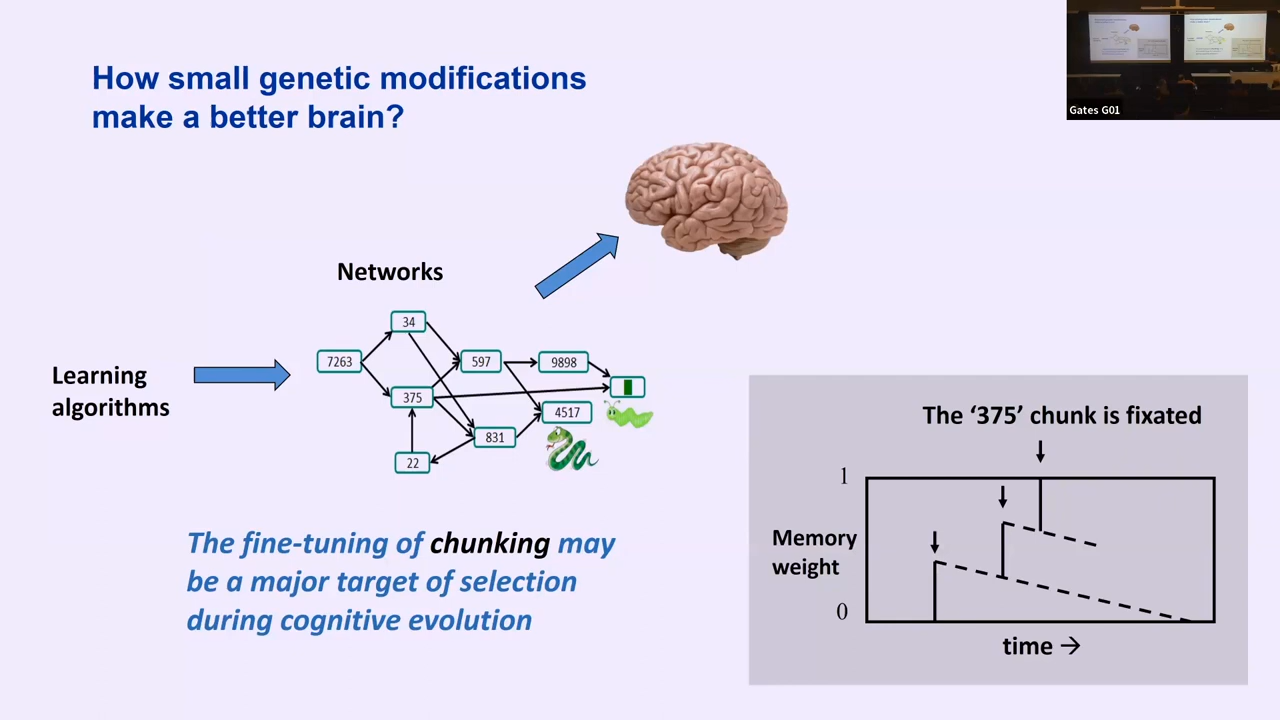 How small genetic modifications
make a better brain?
Gates G01
Networks
Learning
algorithms
7263
34
375
22
597
831
9898
4517
The fine-tuning of chunking may
be a major target of selection
during cognitive evolution
The ‘375’ chunk is fixated
1
Memory
weight
0
time →